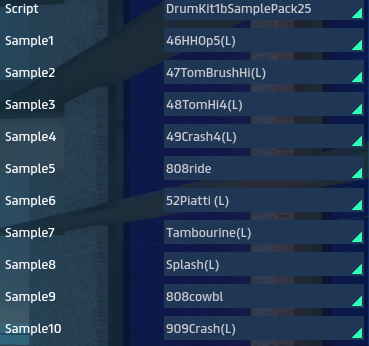 Script DrumKit1bSamplePack25
Sample1 46HHOp5(L)
Sample2 47TomBrushHi(L)
Sample3 48TomHi4(L)
Sample4 49Crash4(L)
Sample5 808ride
Sample6 52Piatti (L)
Sample7 Tambourine(L)
Sample8 Splash(L)
Sample9 808cowbl
Sample10 909Crash(L)